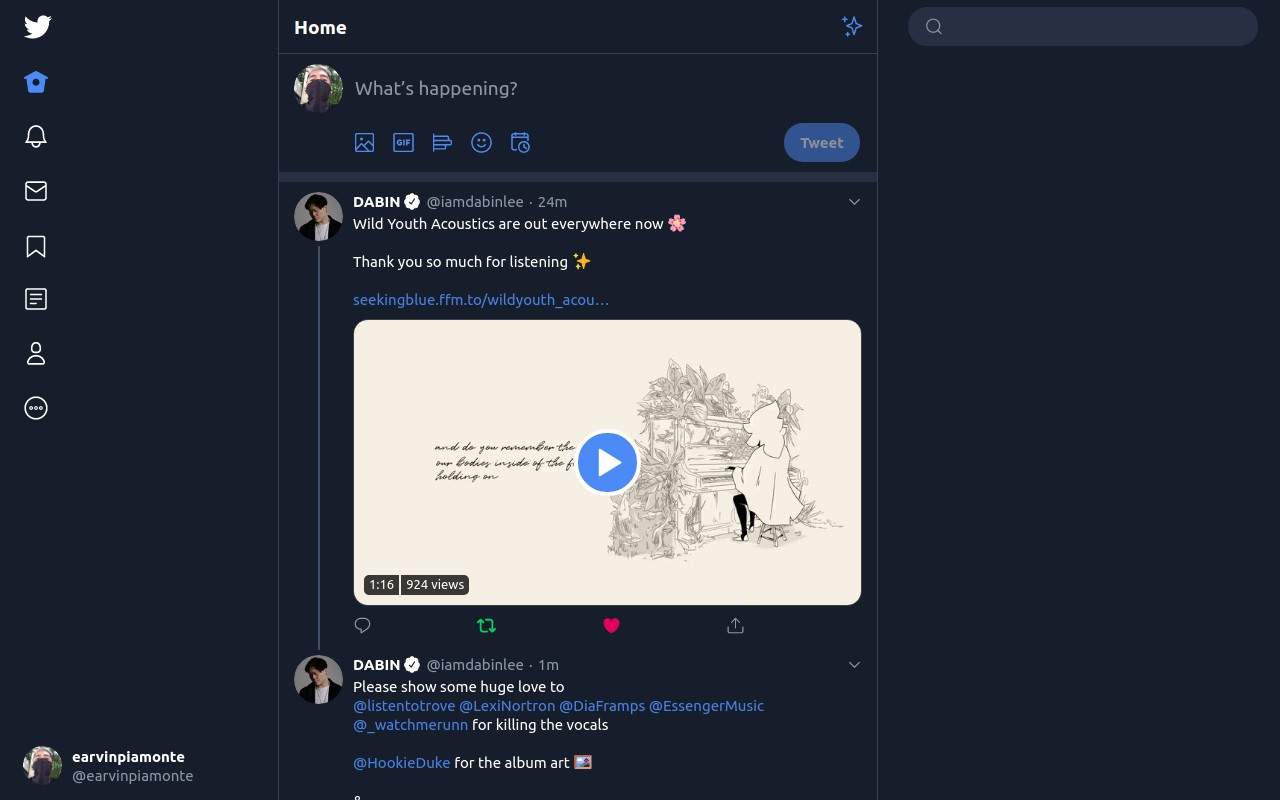 Home
What's happening?
GIF
Tweet
DABIN @iamdabinlee · 24m
Wild Youth Acoustics are out everywhere now 🌸
Thank you so much for listening ✨
seekingblue.ffm.to/wildyouth_acou…
and do you remember the
our bodies inside of the f
holding on
1:16 924 views
DABIN @iamdabinlee · 1m
Please show some huge love to
@listentotrove @LexiNortron @DiaFramps @EssengerMusic
@_watchmerunn for killing the vocals
@HookieDuke for the album art 🖼️
earvinpiamonte
@earvinpiamonte